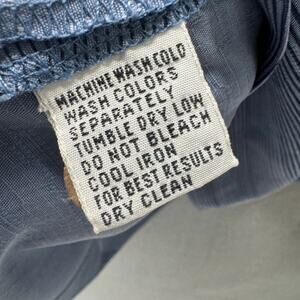 MACHINE WASH COLD
WASH COLORS
SEPARATELY
TUMBLE DRY LOW
DO NOT BLEACH
COOL IRON
FOR BEST RESULTS
DRY CLEAN